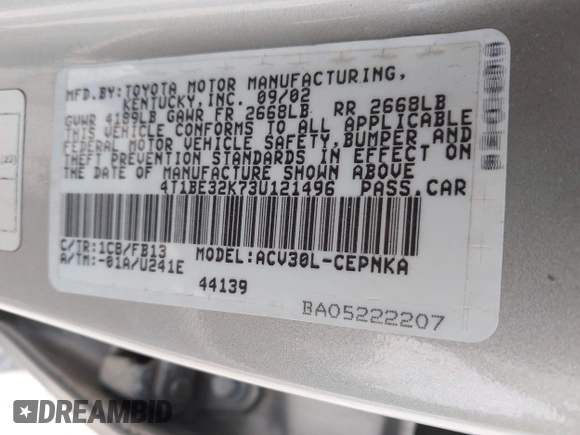 MFD.BY:TOYOTA MOTOR MANUFACTURING,
KENTUCKY,INC. 09/02
GVWR 4189LB GAWR FR 2668LB RR 2668LB
THIS VEHICLE CONFORMS TO ALL APPLICABLE
FEDERAL MOTOR VEHICLE SAFETY,BUMPER AND
THEFT PREVENTION STANDARDS IN EFFECT ON
THE DATE OF MANUFACTURE SHOWN ABOVE
4T1BE32K73U121496 PASS.CAR
C/TR:1C8/FB13 MODEL:ACV30L-CEPNKA
A/TM:-01A/U241E
44139
BA05222207
DREAMBID